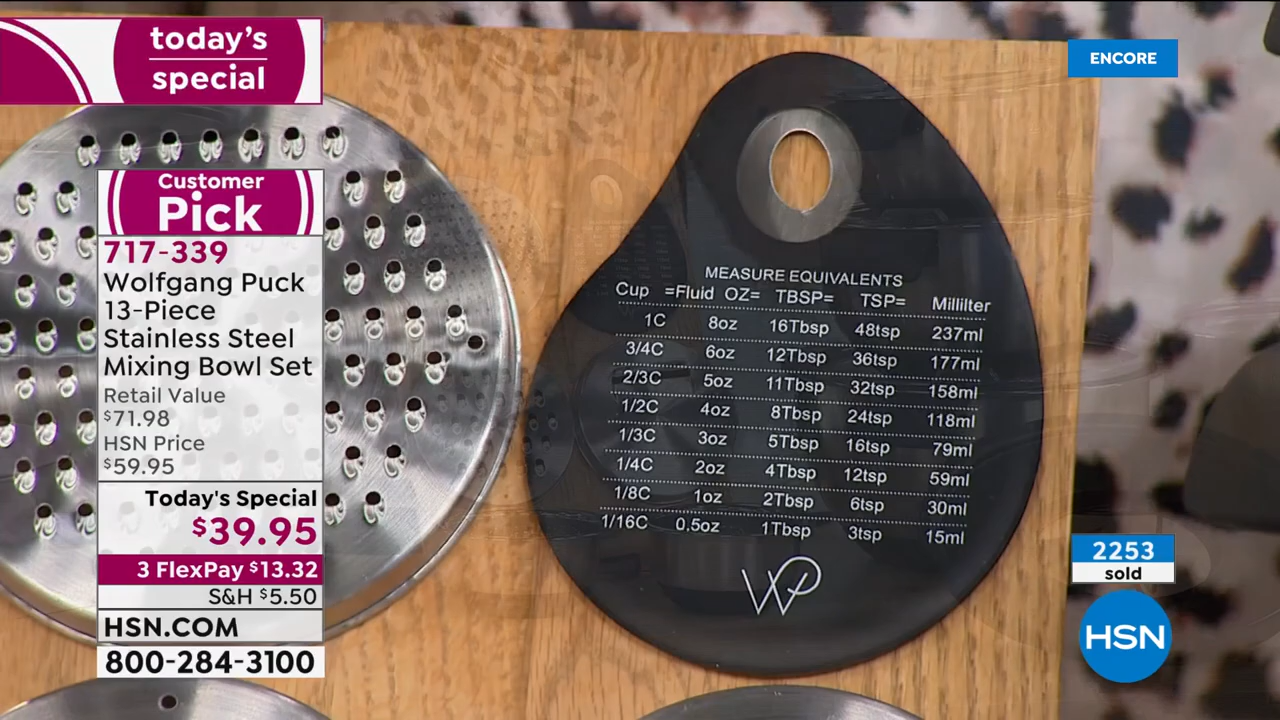 today's
special
Customer
Pick
717-339
Wolfgang Puck
13-Piece
Stainless Steel
Mixing Bowl Set
Retail Value
$71.98
HSN Price
$59.95
Today's Special
$39.95
3 FlexPay $13.32
S&H $5.50
HSN.COM
800-284-3100
ENCORE
MEASURE EQUIVALENTS
Cup =Fluid OZ= TBSP= TSP= Millilter
1C 8oz 16Tbsp 48tsp 237ml
3/4C 6oz 12Tbsp 36tsp 177ml
2/3C 5oz 11Tbsp 32tsp 158ml
1/2C 4oz 8Tbsp 24tsp 118ml
1/3C 3oz 5Tbsp 16tsp 79ml
1/4C 2oz 4Tbsp 12tsp 59ml
1/8C 1oz 2Tbsp 6tsp 30ml
1/16C 0.5oz 1Tbsp 3tsp 15ml
WP
2253
sold
HSN